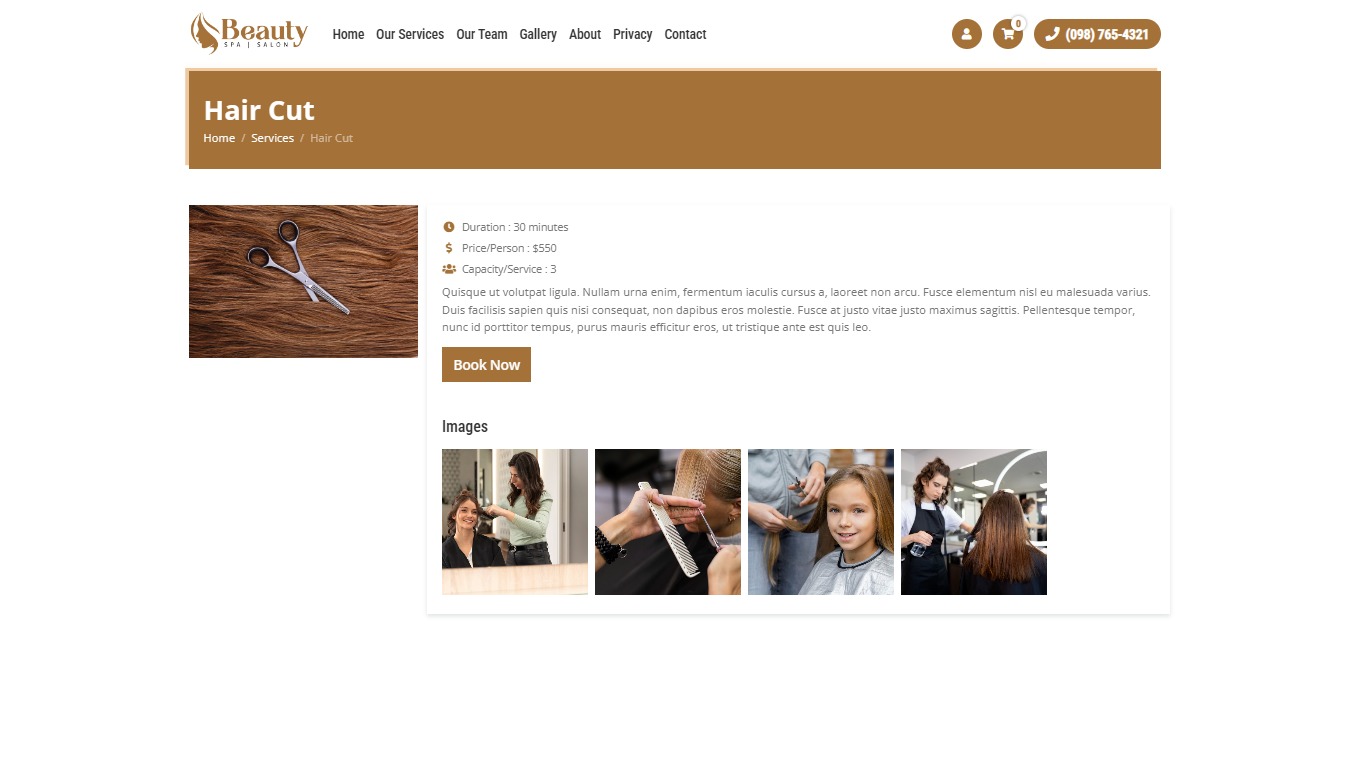 Beauty
SPA | SALON
Home Our Services Our Team Gallery About Privacy Contact
0
(098) 765-4321
Hair Cut
Home / Services / Hair Cut
Duration : 30 minutes
Price/Person : $550
Capacity/Service : 3
Quisque ut volutpat ligula. Nullam urna enim, fermentum iaculis cursus a, laoreet non arcu. Fusce elementum nisl eu malesuada varius.
Duis facilisis sapien quis nisi consequat, non dapibus eros molestie. Fusce at justo vitae justo maximus sagittis. Pellentesque tempor,
nunc id porttitor tempus, purus mauris efficitur eros, ut tristique ante est quis leo.
Book Now
Images